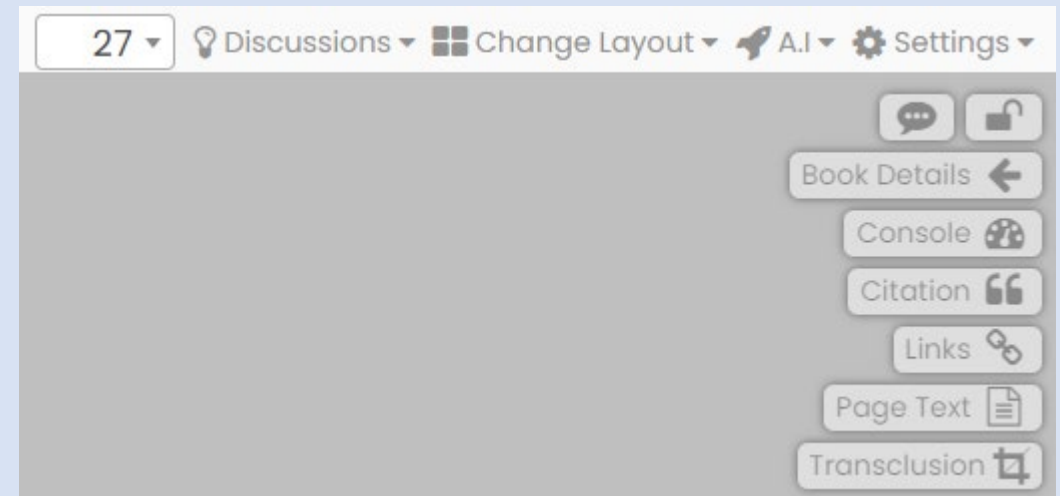 27 Discussions Change Layout A.I Settings
Book Details
Console
Citation
Links
Page Text
Transclusion